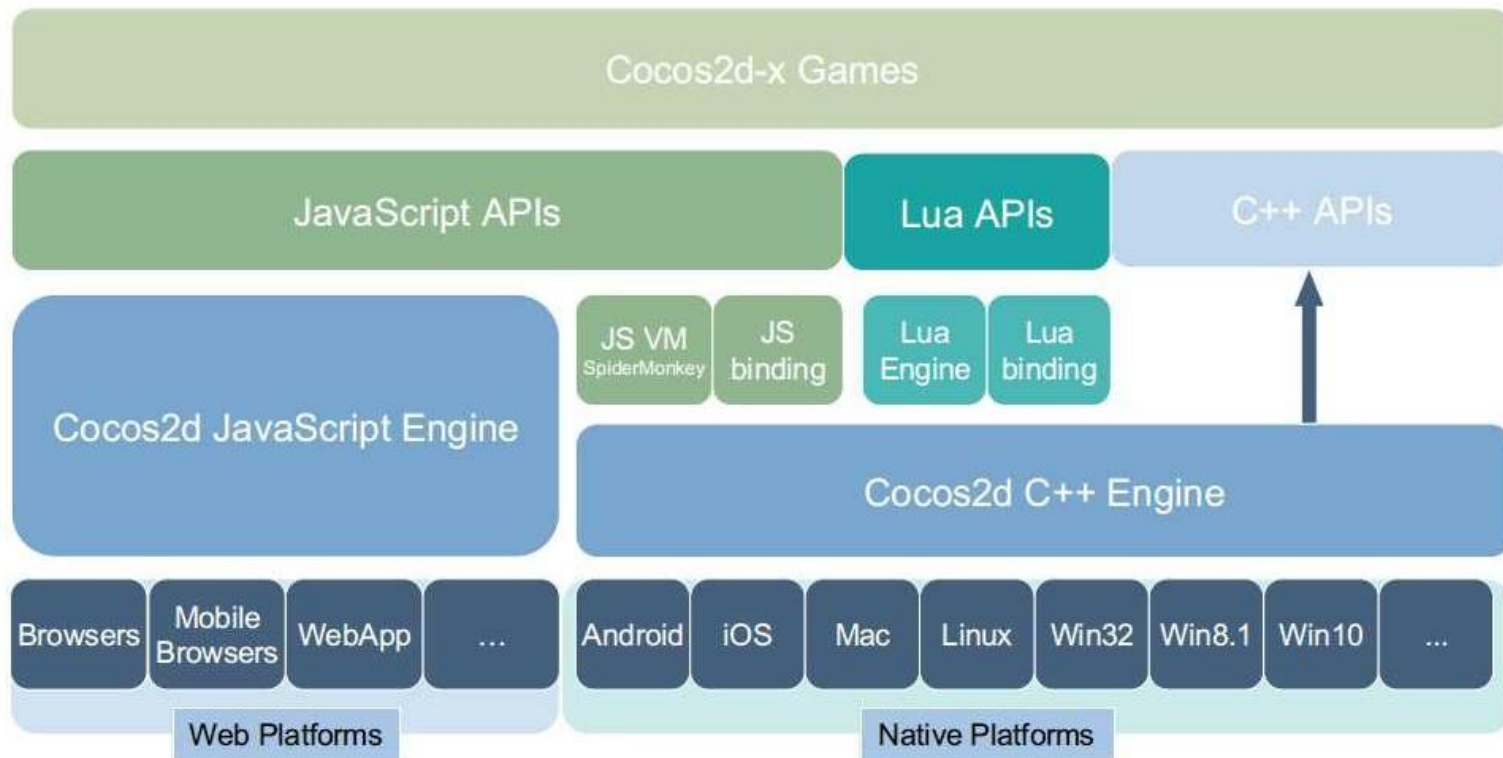 Cocos2d-x Games
JavaScript APIs
Lua APIs
C++ APIs
JS VM
SpiderMonkey
JS
binding
Lua
Engine
Lua
binding
Cocos2d JavaScript Engine
Cocos2d C++ Engine
Browsers
Mobile
Browsers
WebApp
...
Android
iOS
Mac
Linux
Win32
Win8.1
Win10
...
Web Platforms
Native Platforms